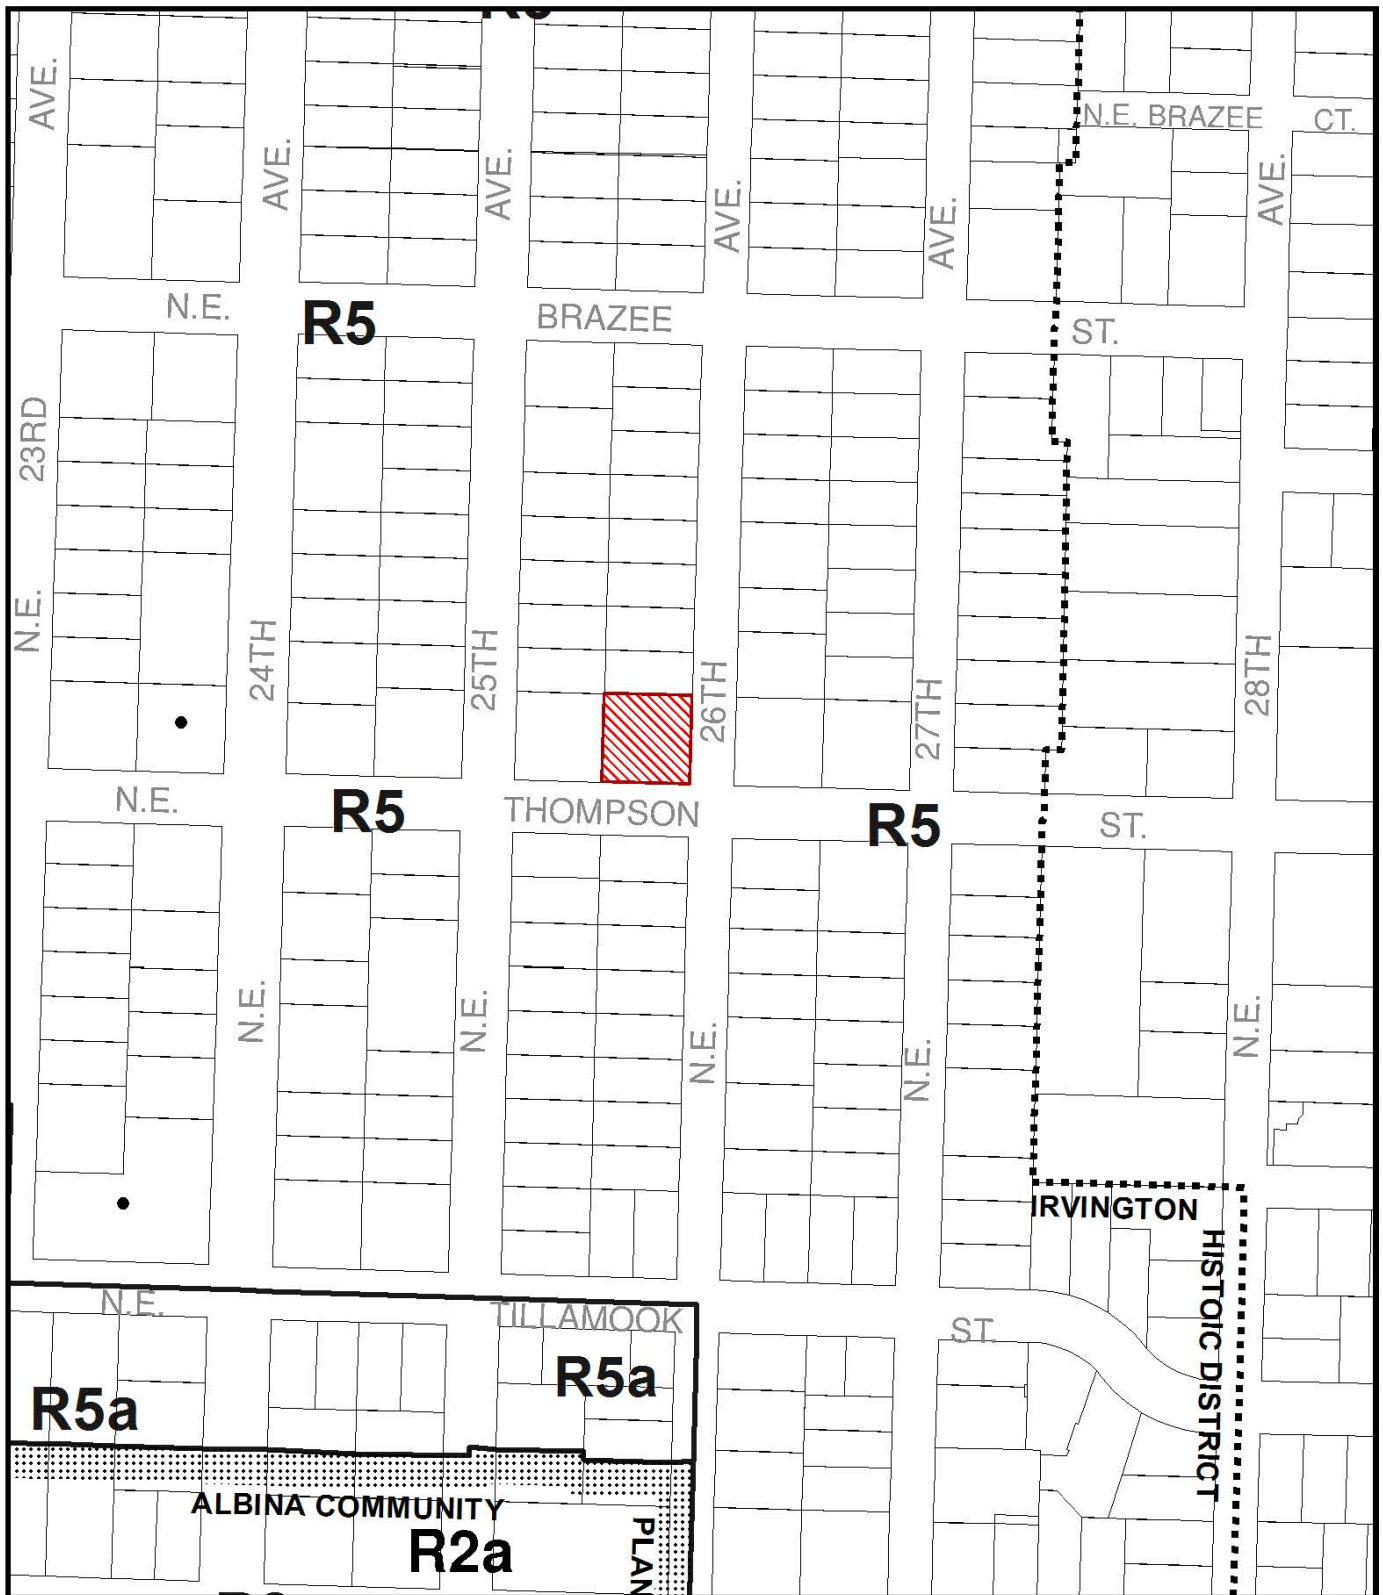 AVE.
AVE.
AVE.
AVE.
AVE.
N.E. BRAZEE
CT.
AVE.
N.E.
R5
BRAZEE
ST.
23RD
N.E.
24TH
25TH
26TH
27TH
28TH
N.E.
R5
THOMPSON
R5
ST.
N.E.
N.E.
N.E.
N.E.
N.E.
IRVINGTON
HISTOIC DISTRICT
N.E.
TILLAMOOK
ST.
R5a
R5a
ALBINA COMMUNITY
PLAN
R2a